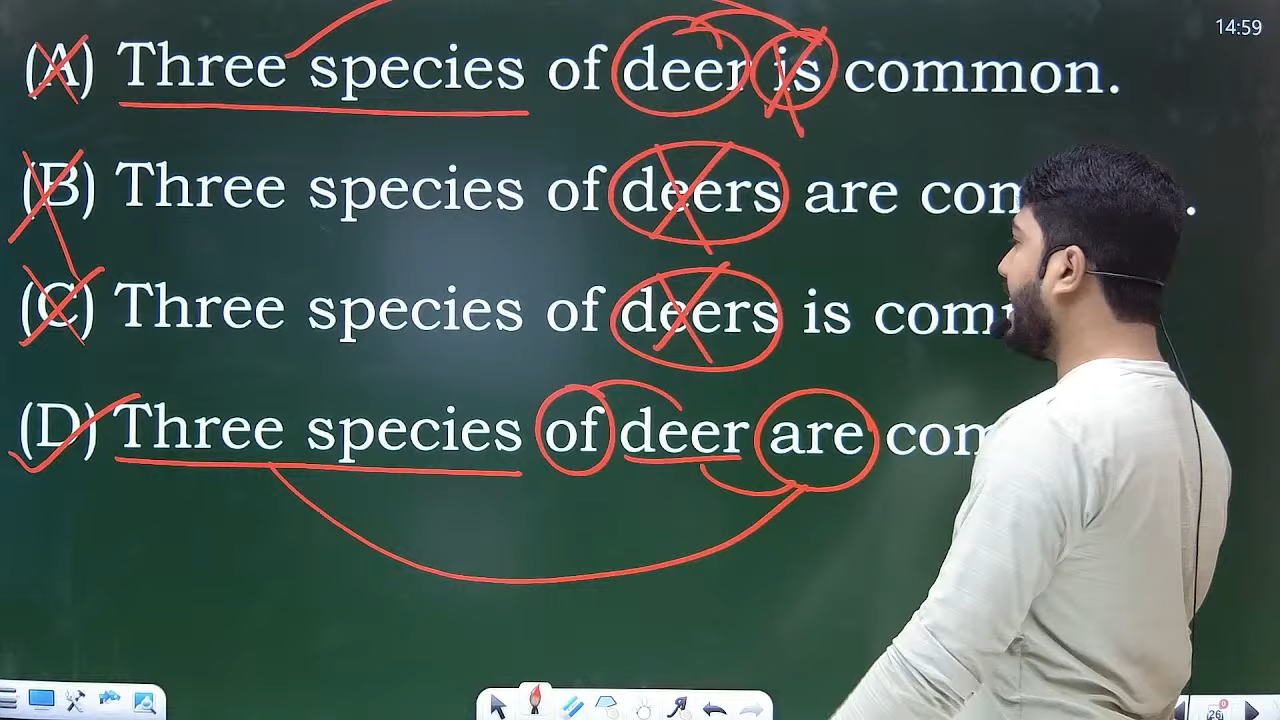 14:59
(A) Three species of deer is common.
(B) Three species of deers are com .
(C) Three species of deers is com
(D) Three species of deer are com
26